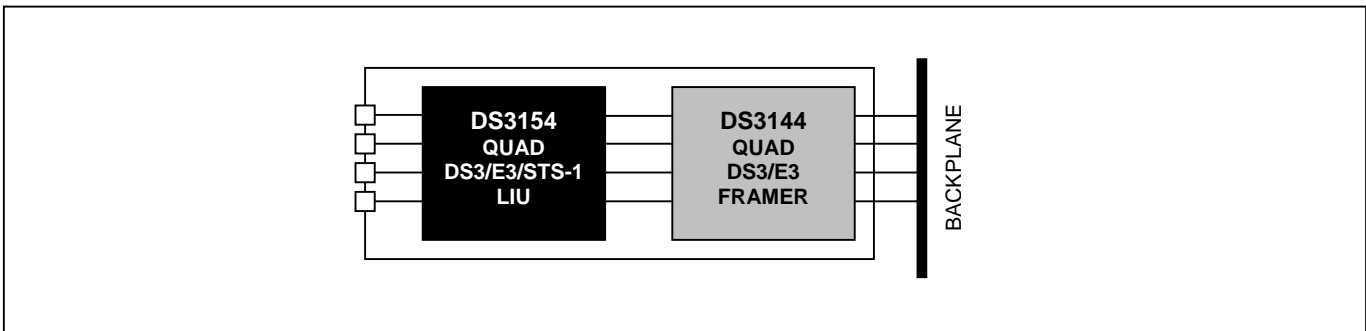 DS3154
QUAD
DS3/E3/STS-1
LIU
DS3144
QUAD
DS3/E3
FRAMER
BACKPLANE